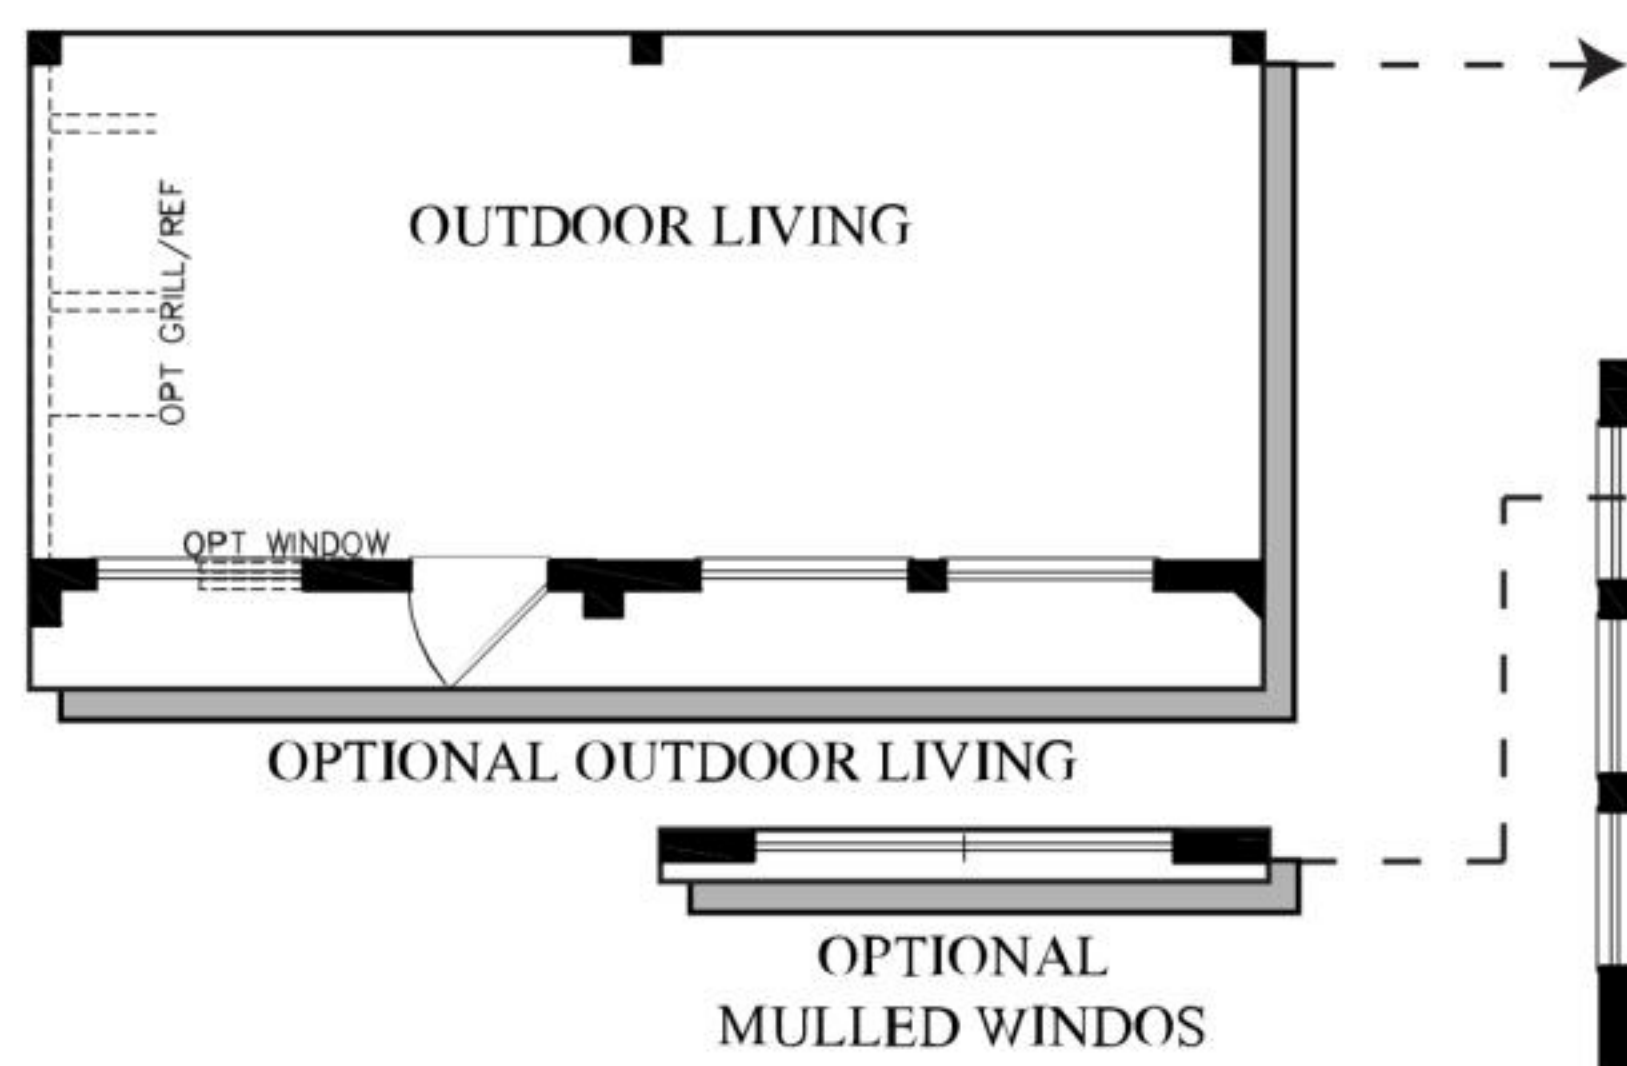 OUTDOOR LIVING
OPT GRILL/REF
OPT WINDOW
OPTIONAL OUTDOOR LIVING
OPTIONAL
MULLED WINDOS